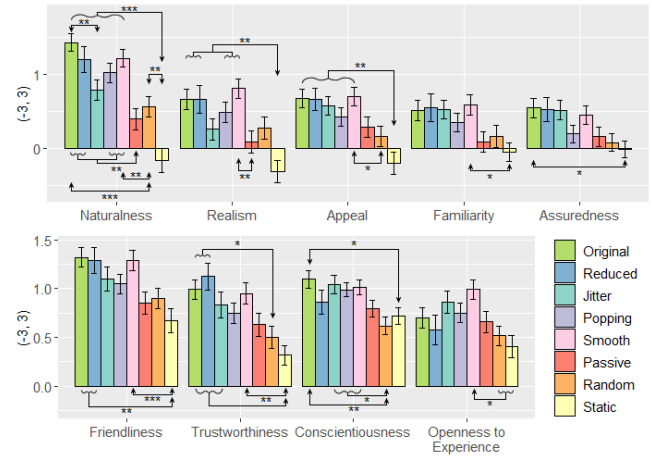 ***
**
**
**
**
(-3, 3)
1
0
**
**
***
**
*
*
*
Naturalness
Realism
Appeal
Familiarity
Assuredness
1.5
1.0
0.5
0.0
(-3, 3)
*
*
***
**
**
*
**
*
Friendliness
Trustworthiness
Conscientiousness
Openness to
Experience
Original
Reduced
Jitter
Popping
Smooth
Passive
Random
Static